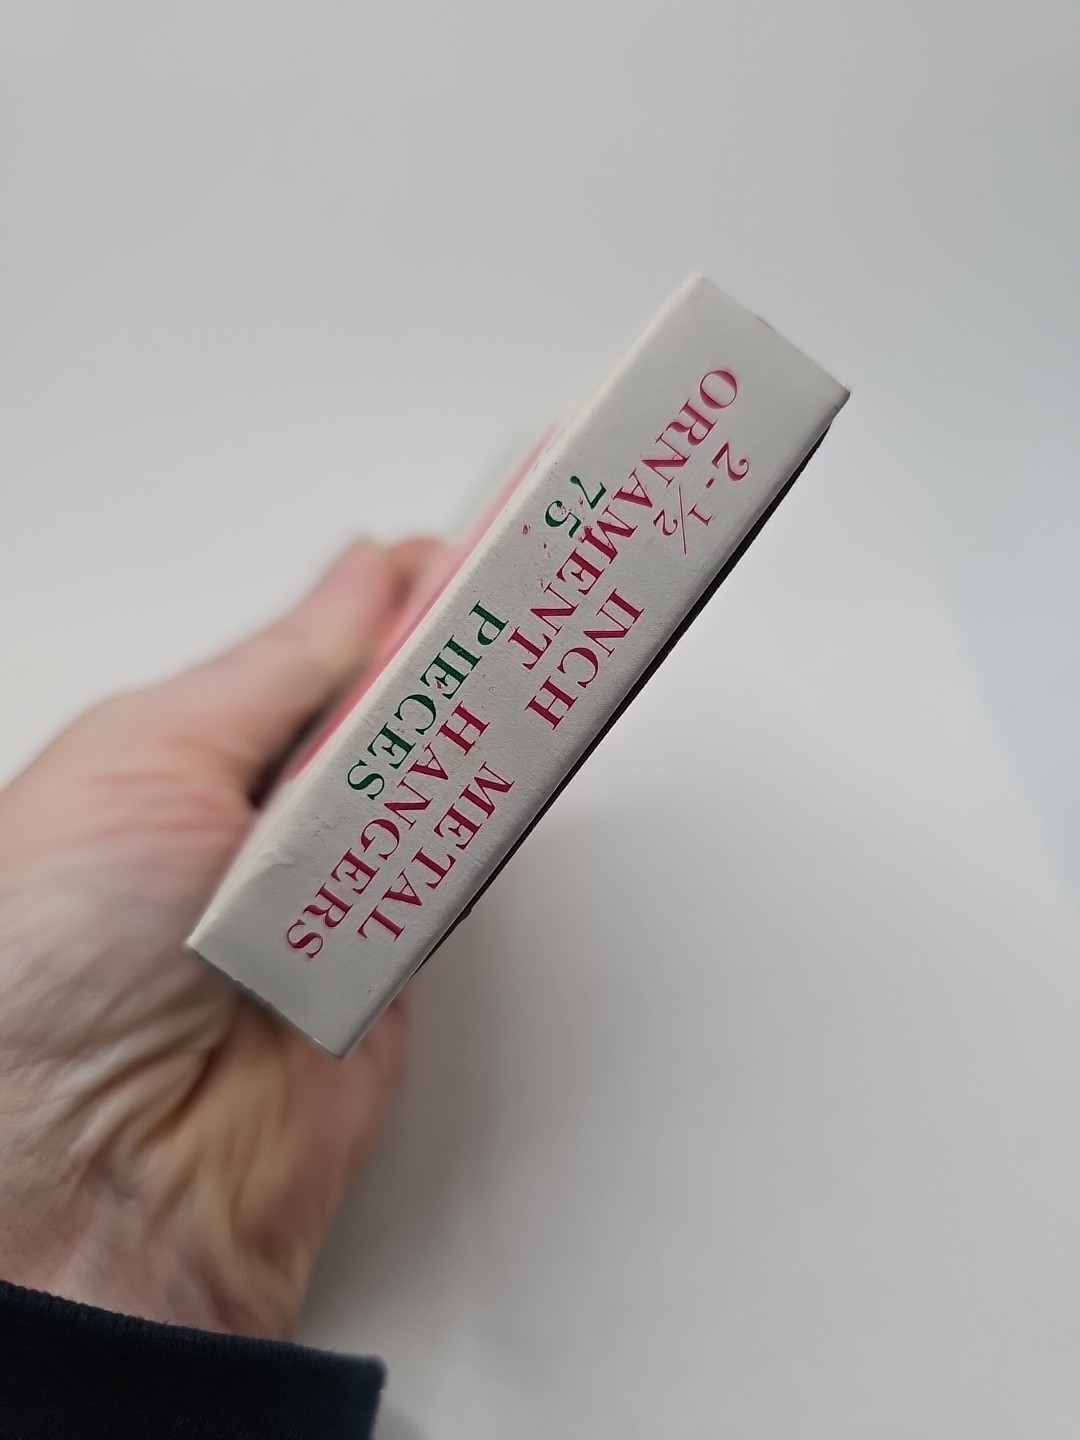 2-1/2 INCH METAL
ORNAMENT HANGERS
75 PIECES